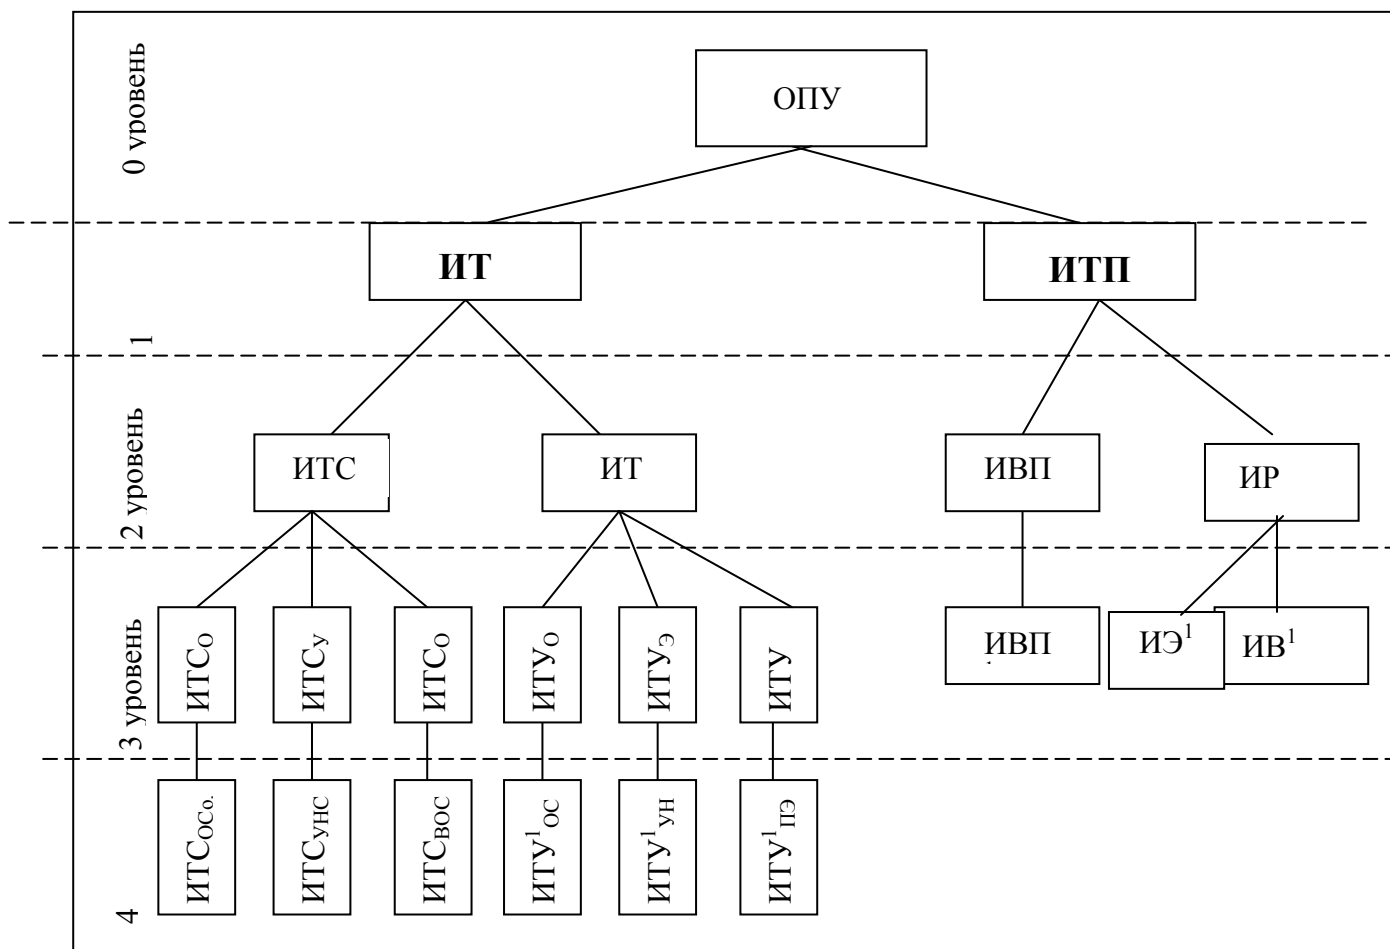 0 уровень
ОПУ
1
ИТ
ИТП
2 уровень
ИТС
ИТ
ИВП
ИР
3 уровень
ИТСО
ИТСУ
ИТСО
ИТУО
ИТУЭ
ИТУ
ИВП
ИЭ¹
ИВ¹
4
ИТСОСо.
ИТСУНС
ИТСВОС
ИТУ¹ОС
ИТУ¹УН
ИТУ¹ПЭ